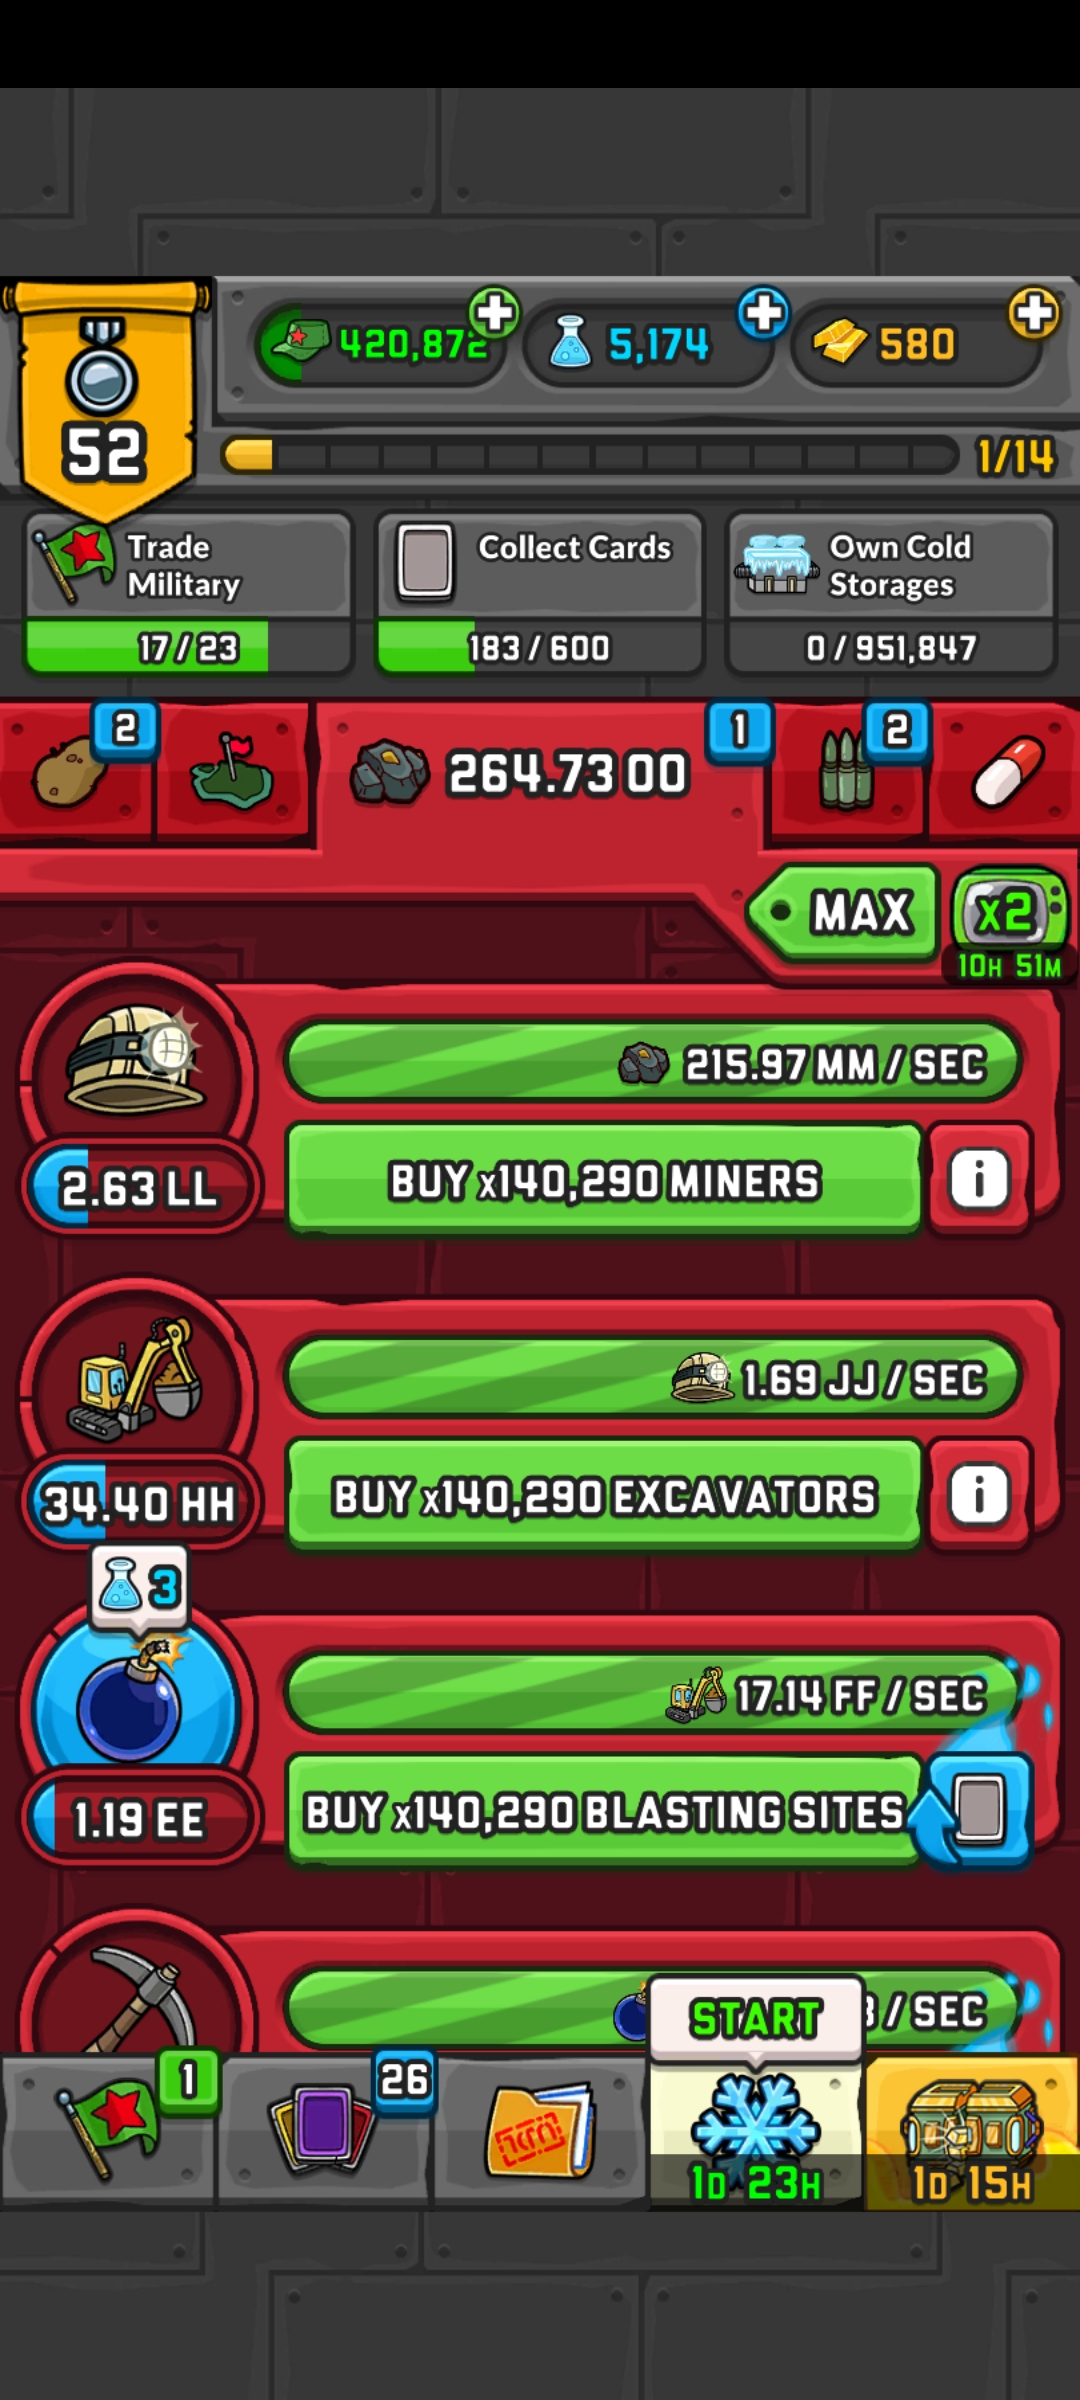 420,872
5,174
580
52
1/14
Trade
Military
Collect Cards
Own Cold
Storages
17/23
183/600
0/951,847
2
1
2
264.73 OO
MAX
x2
10H 51M
215.97 MM/SEC
2.63 LL
BUY x140,290 MINERS
i
1.69 JJ/SEC
34.40 HH
BUY x140,290 EXCAVATORS
i
3
17.14 FF/SEC
1.19 EE
BUY x140,290 BLASTING SITES
/SEC
START
1
26
1D 23H
1D 15H